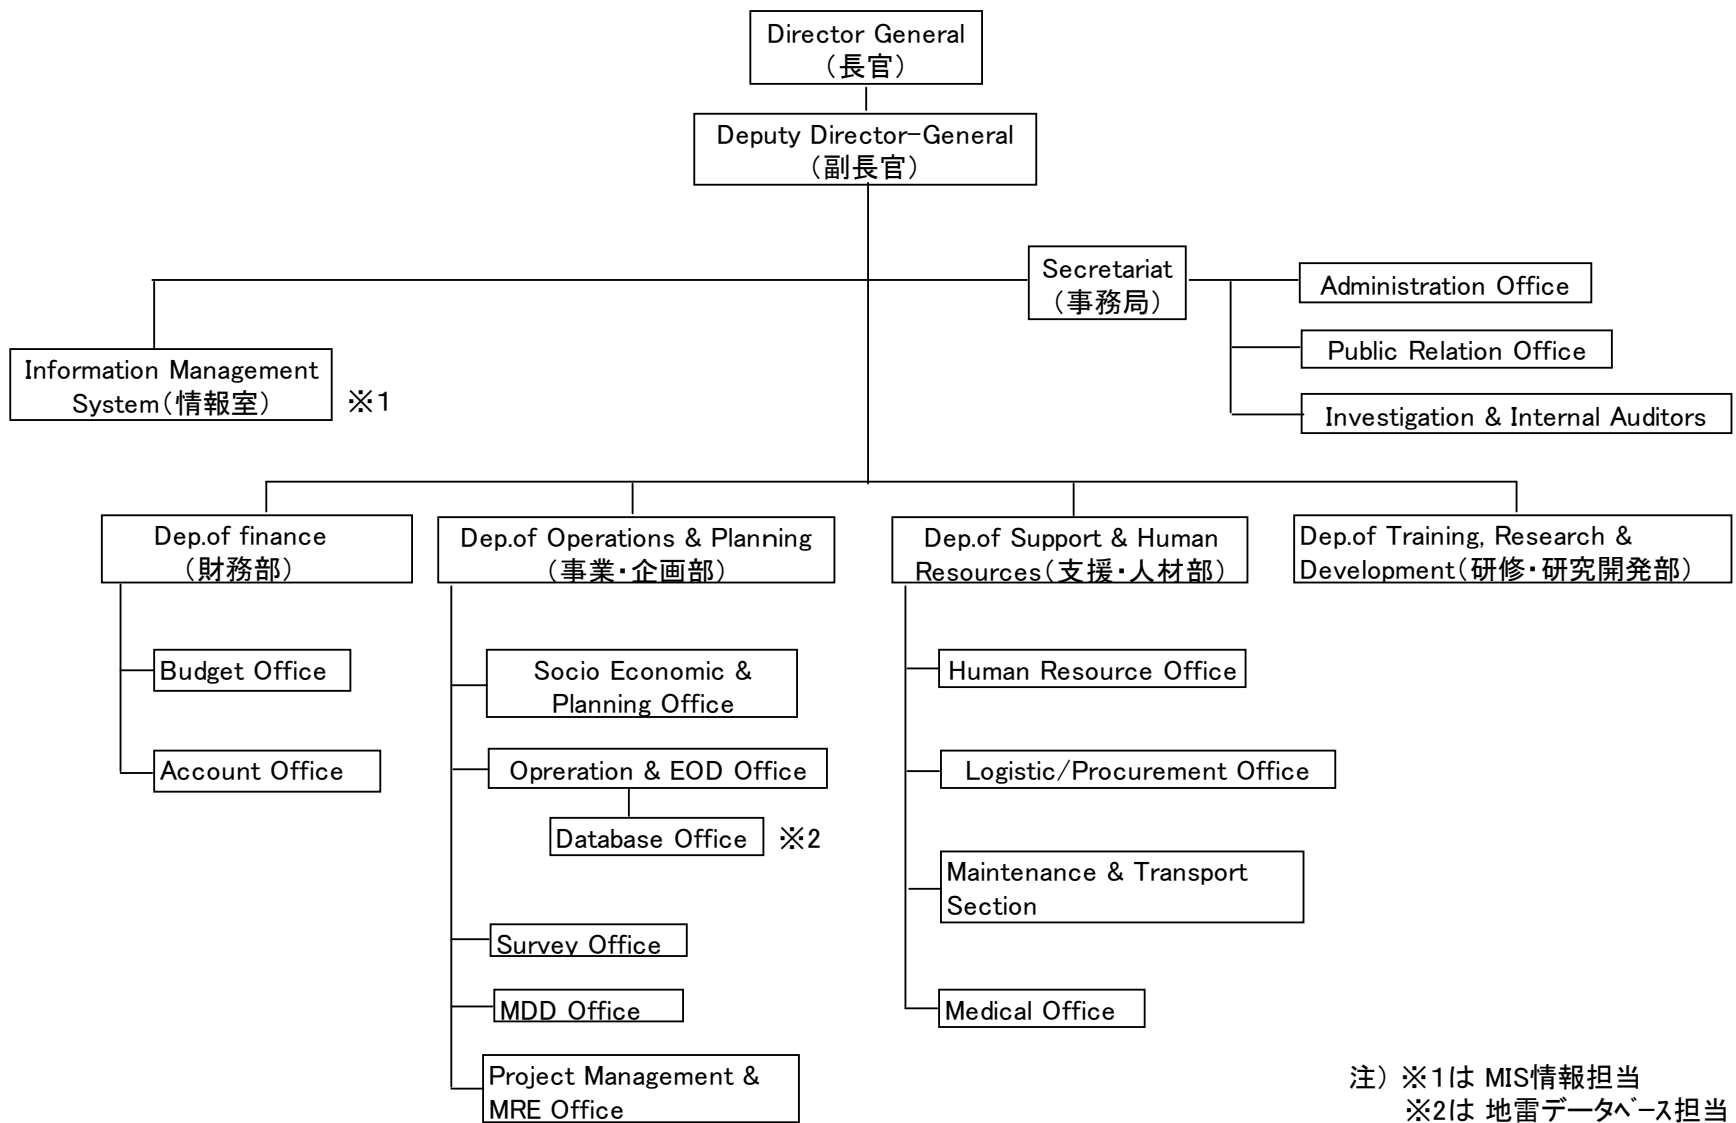 Director General
（長官）
Deputy Director-General
（副長官）
Secretariat
（事務局）
Administration Office
Public Relation Office
Investigation & Internal Auditors
Information Management
System（情報室）
※1
Dep.of finance
（財務部）
Budget Office
Account Office
Dep.of Operations & Planning
（事業・企画部）
Socio Economic &
Planning Office
Opreration & EOD Office
Database Office
※2
Survey Office
MDD Office
Project Management &
MRE Office
Dep.of Support & Human
Resources（支援・人材部）
Human Resource Office
Logistic/Procurement Office
Maintenance & Transport
Section
Medical Office
Dep.of Training, Research &
Development（研修・研究開発部）
注） ※1は MIS情報担当
※2は 地雷データベース担当